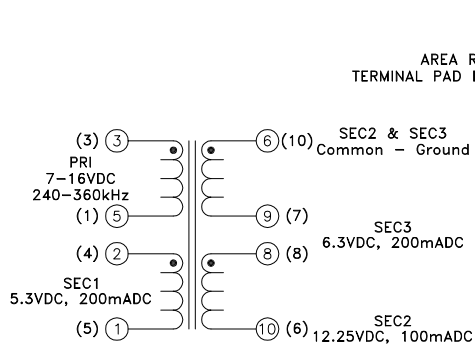 AREA R
TERMINAL PAD
(3) 3
6 (10)
SEC2 & SEC3
Common – Ground
PRI
7–16VDC
240–360kHz
(1) 5
9 (7)
SEC3
6.3VDC, 200mADC
(4) 2
8 (8)
SEC1
5.3VDC, 200mADC
(5) 1
10 (6)
SEC2
12.25VDC, 100mADC